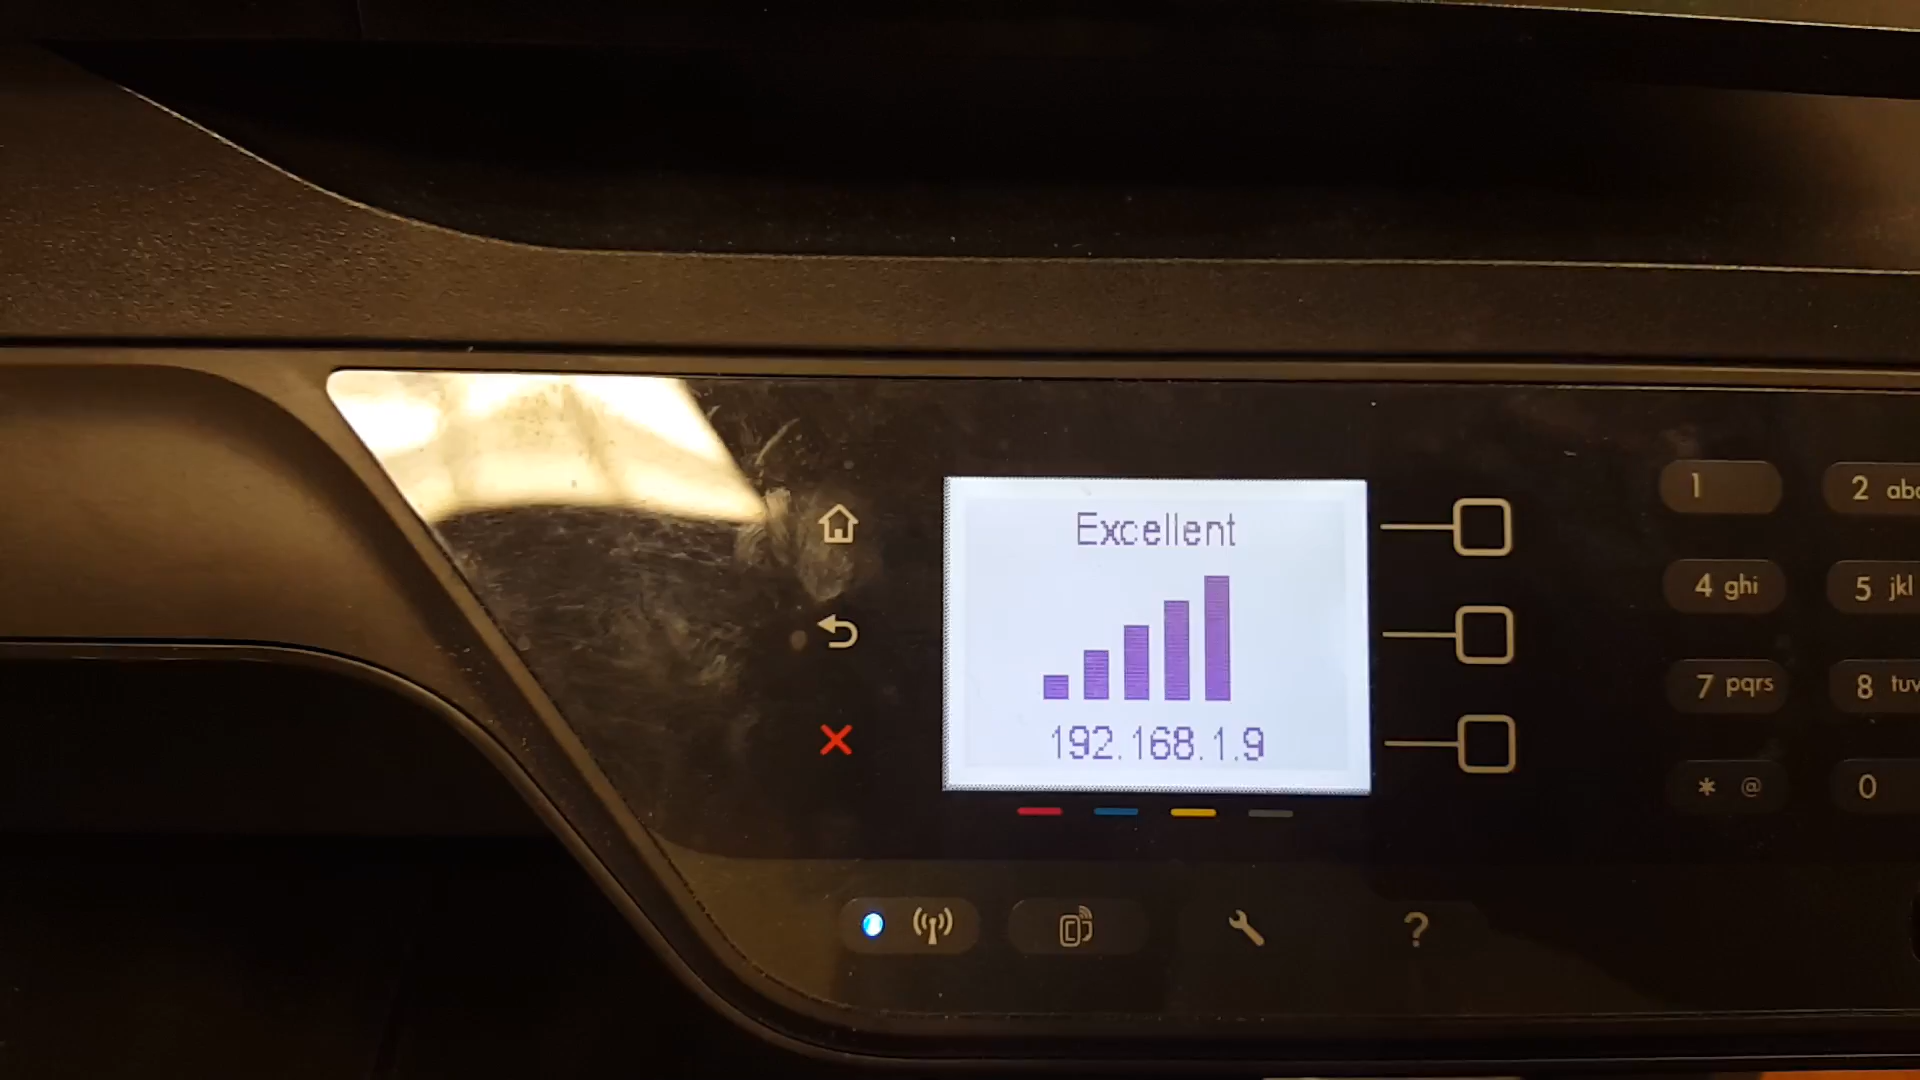 Excellent
192.168.1.9
1
2 abc
4 ghi
5 jkl
7 pqrs
8 tuv
* @
0
?